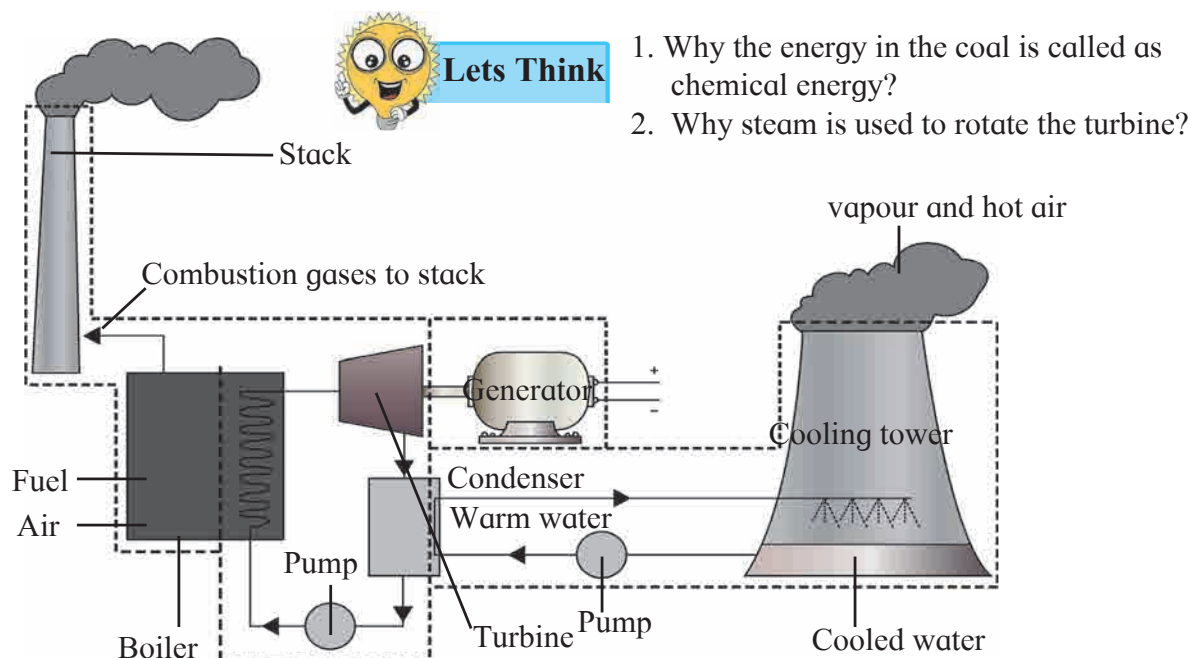 Lets Think
1. Why the energy in the coal is called as
chemical energy?
2. Why steam is used to rotate the turbine?
Stack
vapour and hot air
Combustion gases to stack
+
Generator
-
Cooling tower
Fuel
Condenser
Air
Warm water
Pump
Boiler
Turbine
Pump
Cooled water